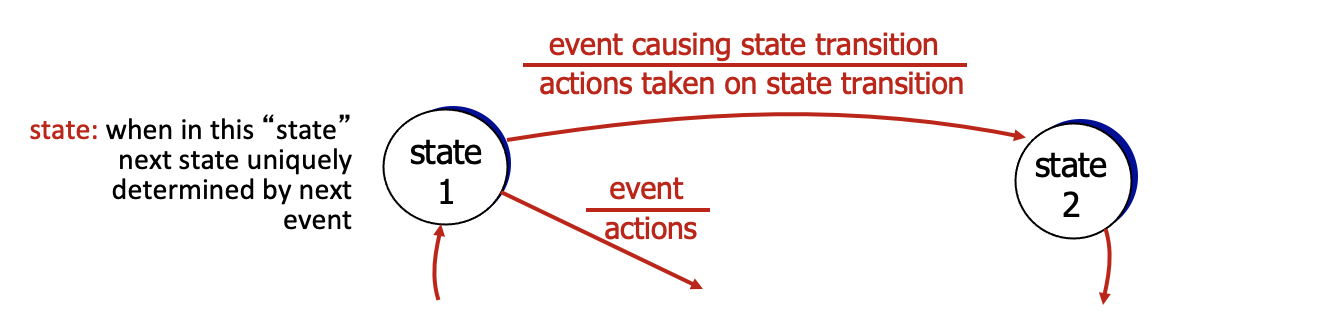 event causing state transition
actions taken on state transition
state: when in this “state”
next state uniquely
determined by next
event
state
1
event
actions
state
2